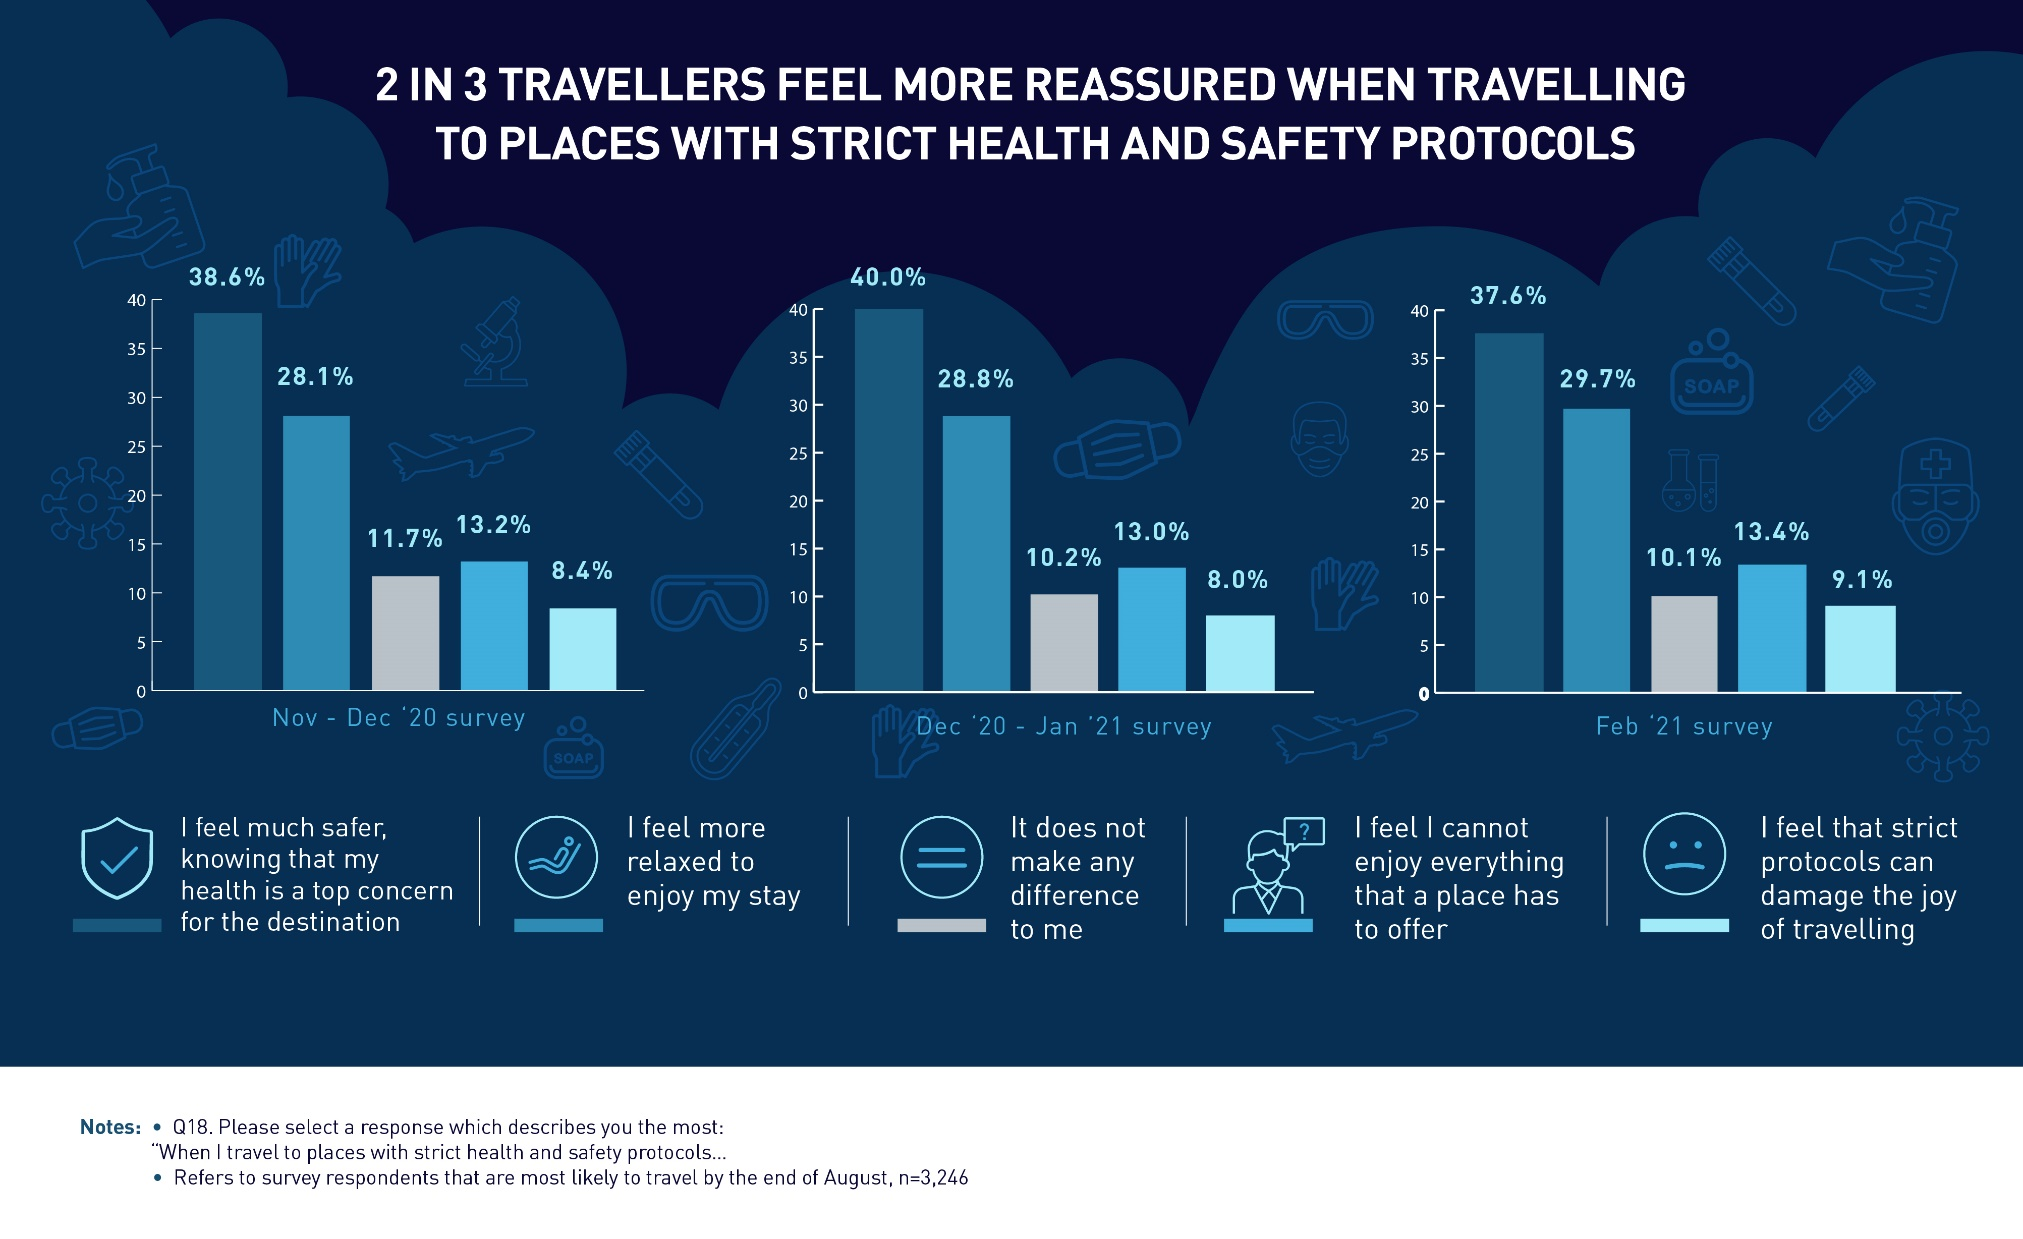 2 IN 3 TRAVELLERS FEEL MORE REASSURED WHEN TRAVELLING
TO PLACES WITH STRICT HEALTH AND SAFETY PROTOCOLS
38.6%
28.1%
11.7%
13.2%
8.4%
40
35
30
25
20
15
10
5
0
Nov - Dec ‘20 survey
40.0%
28.8%
10.2%
13.0%
8.0%
40
35
30
25
20
15
10
5
0
Dec ‘20 - Jan ’21 survey
37.6%
29.7%
10.1%
13.4%
9.1%
40
35
30
25
20
15
10
5
0
Feb ‘21 survey
SOAP
SOAP
I feel much safer,
knowing that my
health is a top concern
for the destination
I feel more
relaxed to
enjoy my stay
It does not
make any
difference
to me
?
I feel I cannot
enjoy everything
that a place has
to offer
I feel that strict
protocols can
damage the joy
of travelling
Notes: • Q18. Please select a response which describes you the most:
“When I travel to places with strict health and safety protocols...
• Refers to survey respondents that are most likely to travel by the end of August, n=3,246